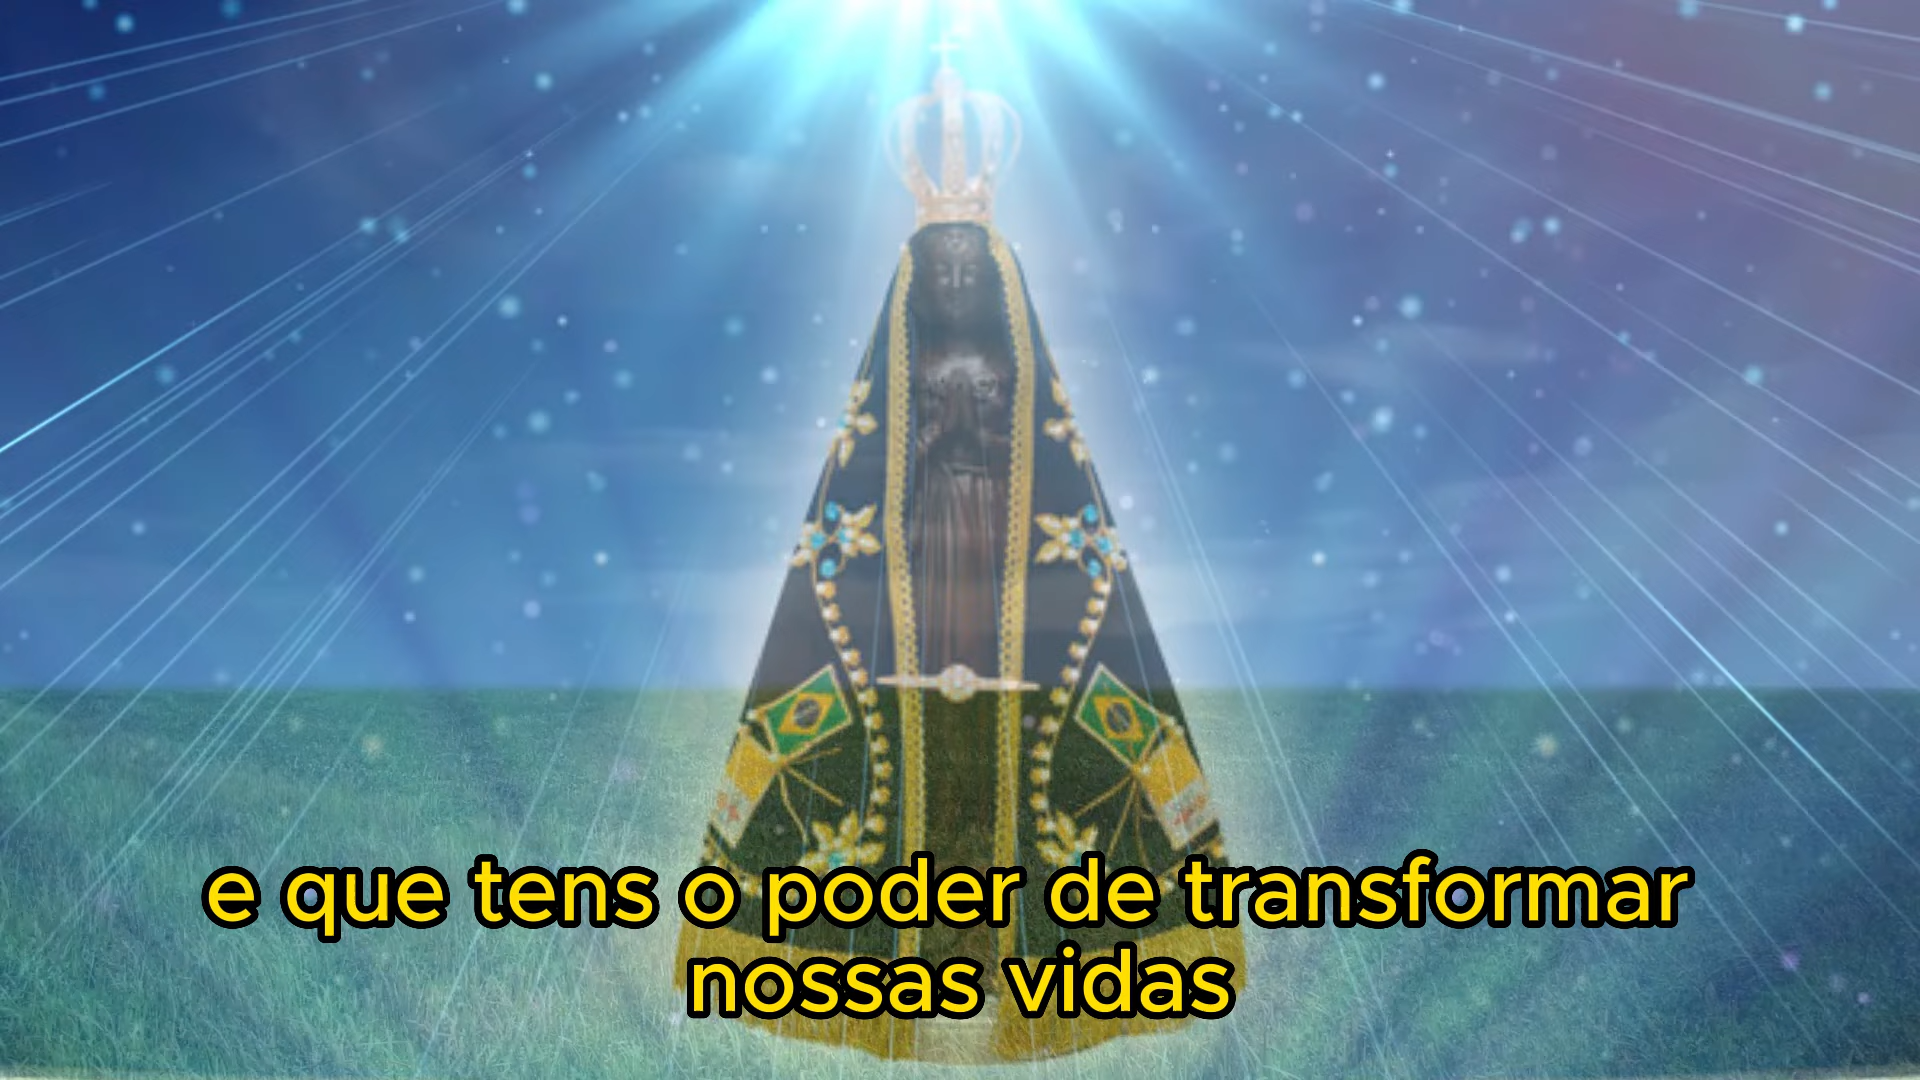 e que tens o poder de transformar
nossas vidas